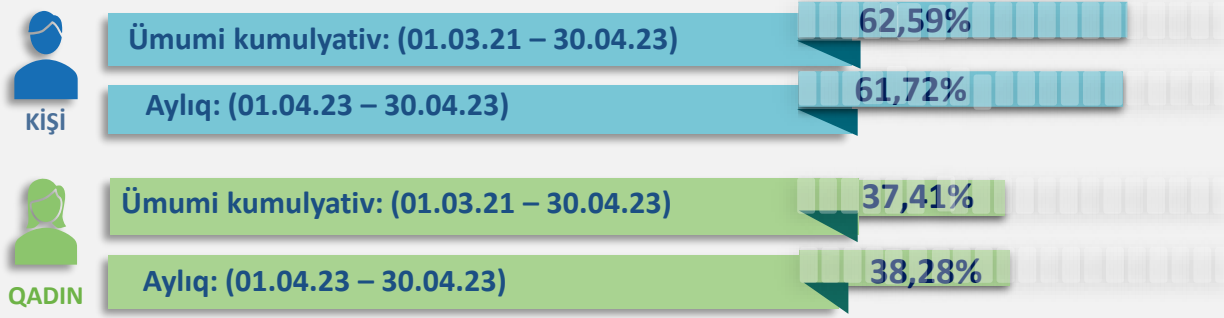 Ümumi kumulyativ: (01.03.21 – 30.04.23) 62,59%
Aylıq: (01.04.23 – 30.04.23) 61,72%
KİŞİ
Ümumi kumulyativ: (01.03.21 – 30.04.23) 37,41%
Aylıq: (01.04.23 – 30.04.23) 38,28%
QADIN